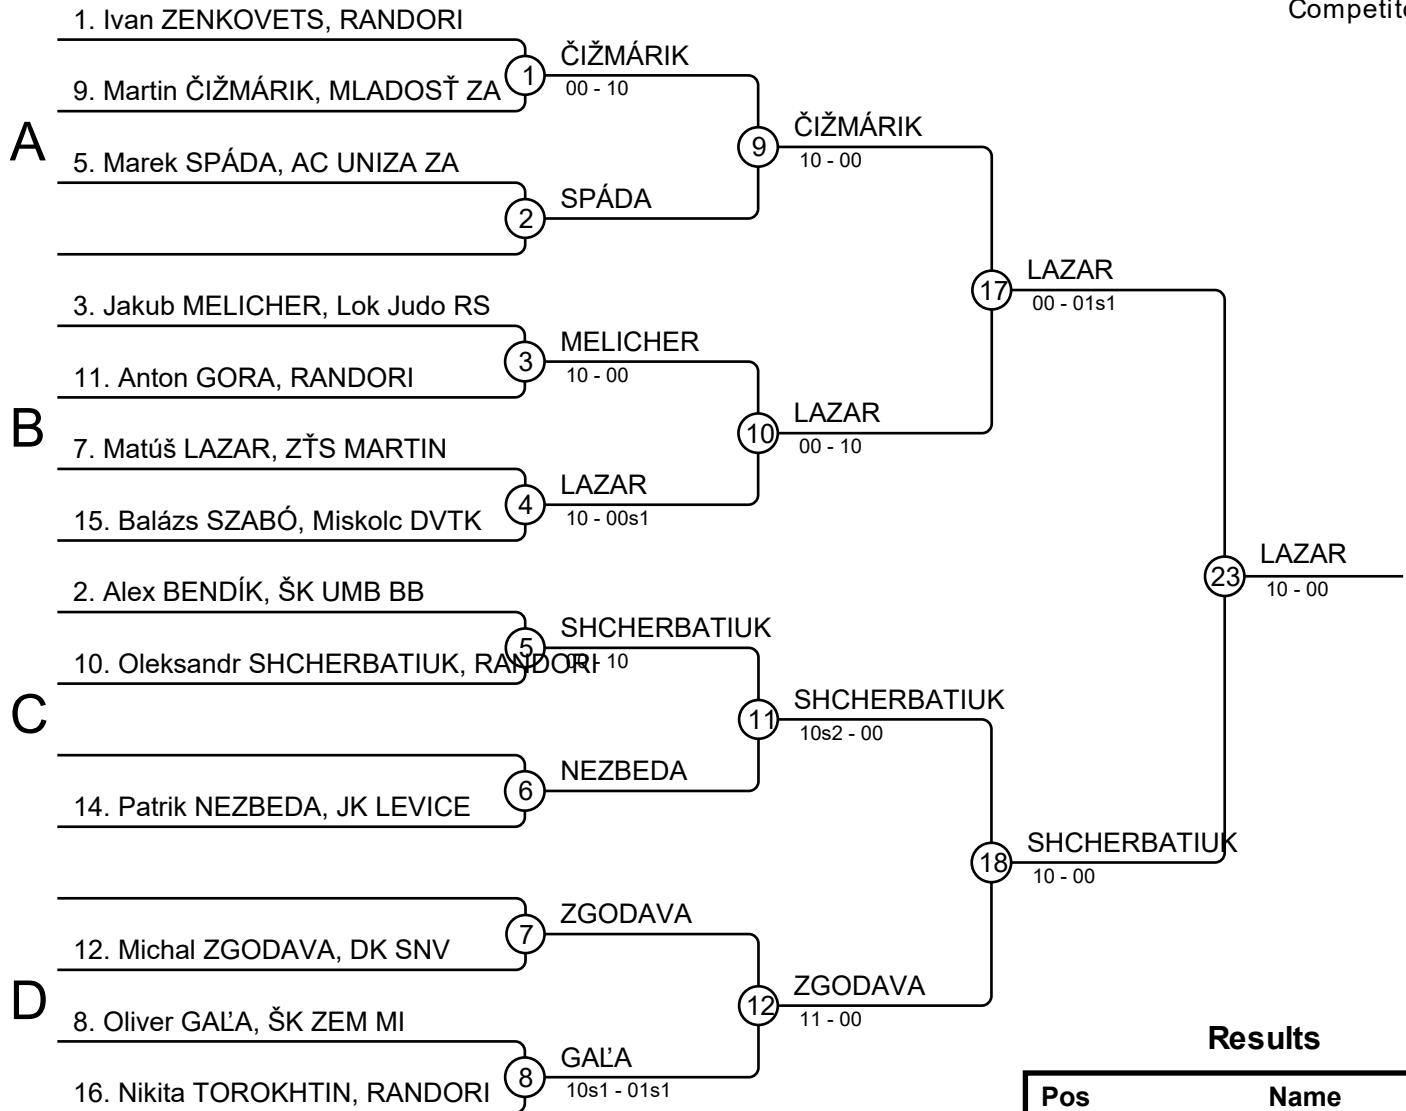 Competit
1. Ivan ZENKOVETS, RANDORI
1
ČIŽMÁRIK
00 - 10
9. Martin ČIŽMÁRIK, MLADOSŤ ZA
A
9
ČIŽMÁRIK
10 - 00
5. Marek SPÁDA, AC UNIZA ZA
2
SPÁDA
17
LAZAR
00 - 01s1
3. Jakub MELICHER, Lok Judo RS
3
MELICHER
10 - 00
11. Anton GORA, RANDORI
B
10
LAZAR
00 - 10
7. Matúš LAZAR, ZŤS MARTIN
4
LAZAR
10 - 00s1
15. Balázs SZABÓ, Miskolc DVTK
23
LAZAR
10 - 00
2. Alex BENDÍK, ŠK UMB BB
5
SHCHERBATIUK
00 - 10
10. Oleksandr SHCHERBATIUK, RANDORI
C
11
SHCHERBATIUK
10s2 - 00
6
NEZBEDA
14. Patrik NEZBEDA, JK LEVICE
18
SHCHERBATIUK
10 - 00
7
ZGODAVA
12. Michal ZGODAVA, DK SNV
D
12
ZGODAVA
11 - 00
8. Oliver GAĽA, ŠK ZEM MI
8
GAĽA
10s1 - 01s1
16. Nikita TOROKHTIN, RANDORI
Results
Pos Name